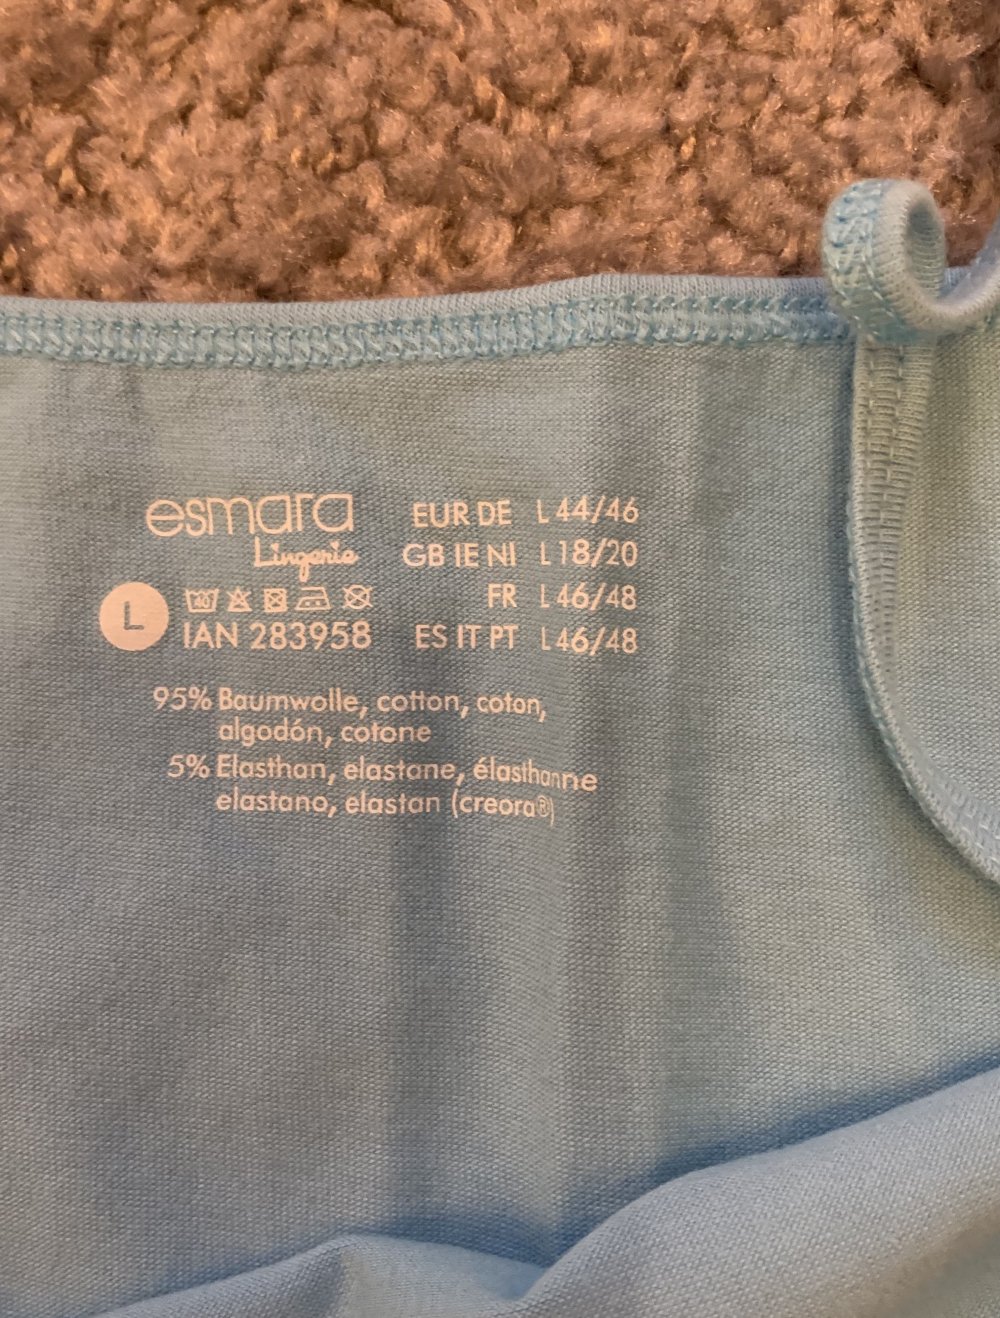 esmara
Lingerie
L
40
IAN 283958
EUR DE L 44/46
GB IE NI L 18/20
FR L 46/48
ES IT PT L 46/48
95% Baumwolle, cotton, coton,
algodón, cotone
5% Elasthan, elastane, élasthanne
elastano, elastan (creora®)